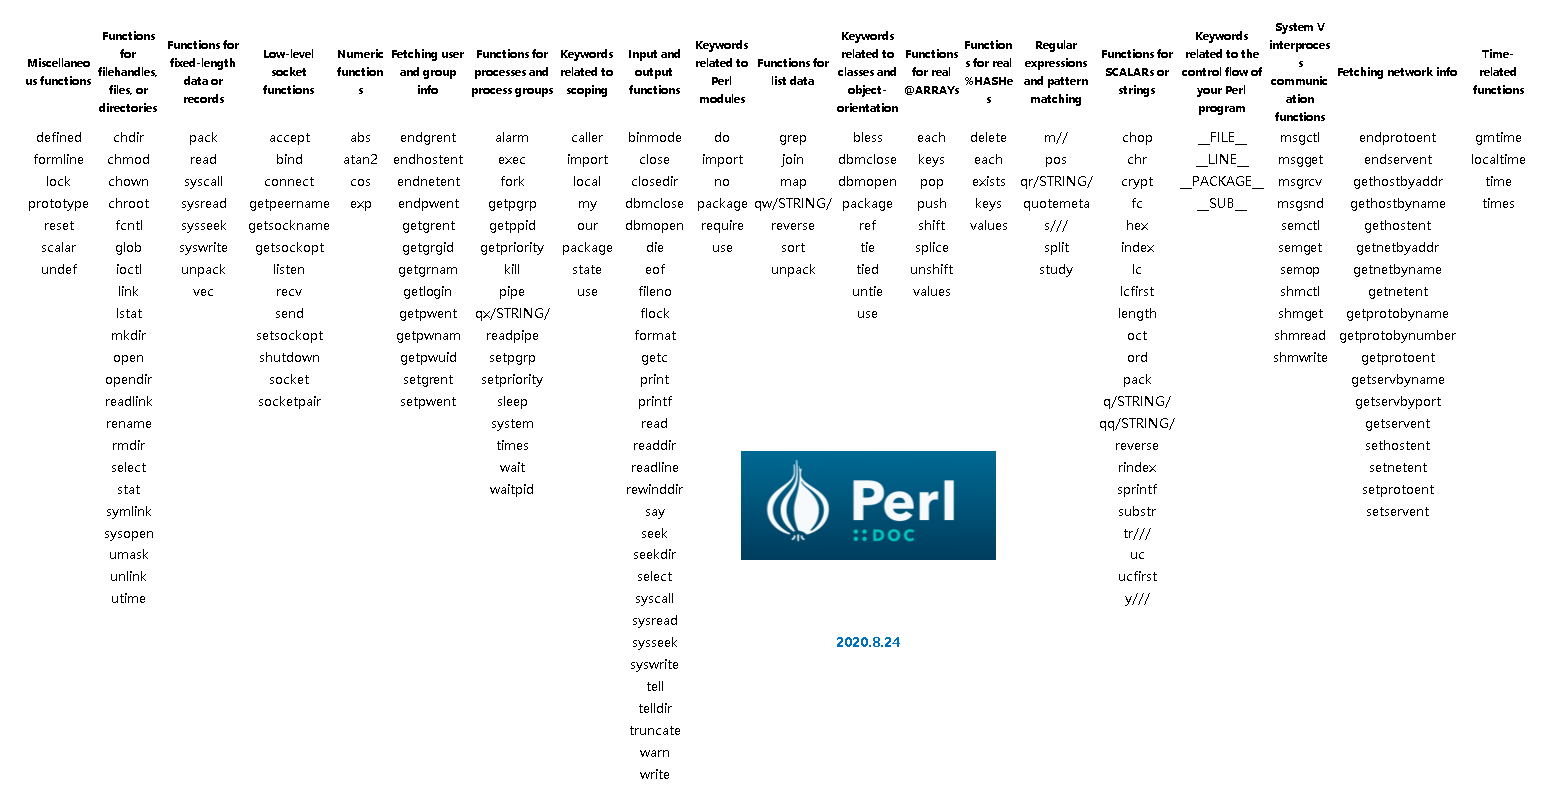 Miscellaneo
us functions
defined
formline
lock
prototype
reset
scalar
undef
Functions
for
filehandles,
files, or
directories
chdir
chmod
chown
chroot
fcntl
glob
ioctl
link
lstat
mkdir
open
opendir
readlink
rename
rmdir
select
stat
symlink
sysopen
umask
unlink
utime
Functions for
fixed-length
data or
records
pack
read
syscall
sysread
sysseek
syswrite
unpack
vec
Low-level
socket
functions
accept
bind
connect
getpeername
getsockname
getsockopt
listen
recv
send
setsockopt
shutdown
socket
socketpair
Numeric
function
s
abs
atan2
cos
exp
Fetching user
and group
info
endgrent
endhostent
endnetent
endpwent
getgrent
getgrgid
getgrnam
getlogin
getpwent
getpwnam
getpwuid
setgrent
setpwent
Functions for
processes and
process groups
alarm
exec
fork
getpgrp
getppid
getpriority
kill
pipe
qx/STRING/
readpipe
setpgrp
setpriority
sleep
system
times
wait
waitpid
Keywords
related to
scoping
caller
import
local
my
our
package
state
use
Input and
output
functions
binmode
close
closedir
dbmclose
dbmopen
die
eof
fileno
flock
format
getc
print
printf
read
readdir
readline
rewinddir
say
seek
seekdir
select
syscall
sysread
sysseek
syswrite
tell
telldir
truncate
warn
write
Keywords
related to
Perl
modules
do
import
no
package
require
use
Functions for
list data
grep
join
map
qw/STRING/
reverse
sort
unpack
Keywords
related to
classes and
object-
orientation
bless
dbmclose
dbmopen
package
ref
tie
tied
untie
use
Functions
for real
@ARRAYs
each
keys
pop
push
shift
splice
unshift
values
Function
s for real
%HASHe
s
delete
each
exists
keys
values
Regular
expressions
and pattern
matching
m//
pos
qr/STRING/
quotemeta
s///
split
study
Functions for
SCALARs or
strings
chop
chr
crypt
fc
hex
index
lc
lcfirst
length
oct
ord
pack
q/STRING/
qq/STRING/
reverse
rindex
sprintf
substr
tr///
uc
ucfirst
y///
Keywords
related to the
control flow of
your Perl
program
__FILE__
__LINE__
__PACKAGE__
__SUB__
System V
interproces
s
communic
ation
functions
msgctl
msgget
msgrcv
msgsnd
semctl
semget
semop
shmctl
shmget
shmread
shmwrite
Fetching network info
endprotoent
endservent
gethostbyaddr
gethostbyname
gethostent
getnetbyaddr
getnetbyname
getnetent
getprotobyname
getprotobynumber
getprotoent
getservbyname
getservbyport
getservent
sethostent
setnetent
setprotoent
setservent
Time-
related
functions
gmtime
localtime
time
times
Perl
::DOC
2020.8.24